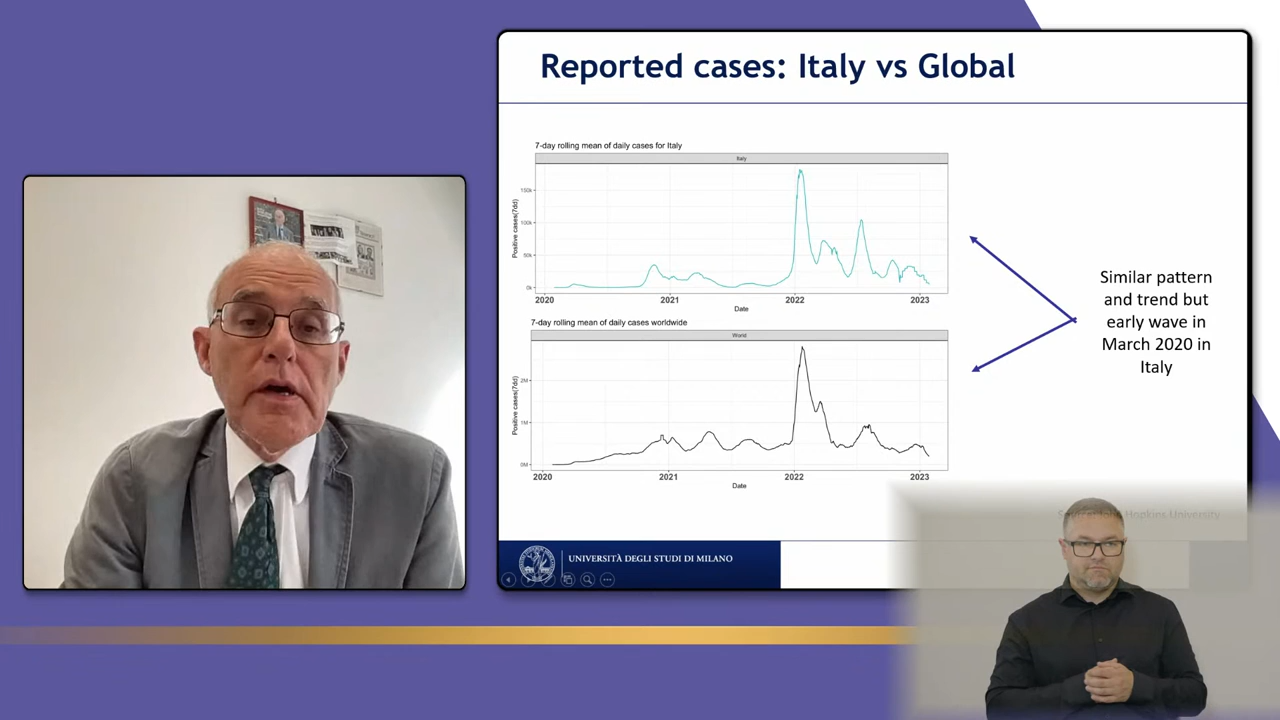 Reported cases: Italy vs Global
7-day rolling mean of daily cases for Italy
Italy
Positive cases(7dd)
150k
100k
50k
0k
2020 2021 2022 2023
Date
7-day rolling mean of daily cases worldwide
World
Positive cases(7dd)
2M
1M
0M
2020 2021 2022 2023
Date
Similar pattern
and trend but
early wave in
March 2020 in
Italy
Hopkins University
UNIVERSITÀ DEGLI STUDI DI MILANO